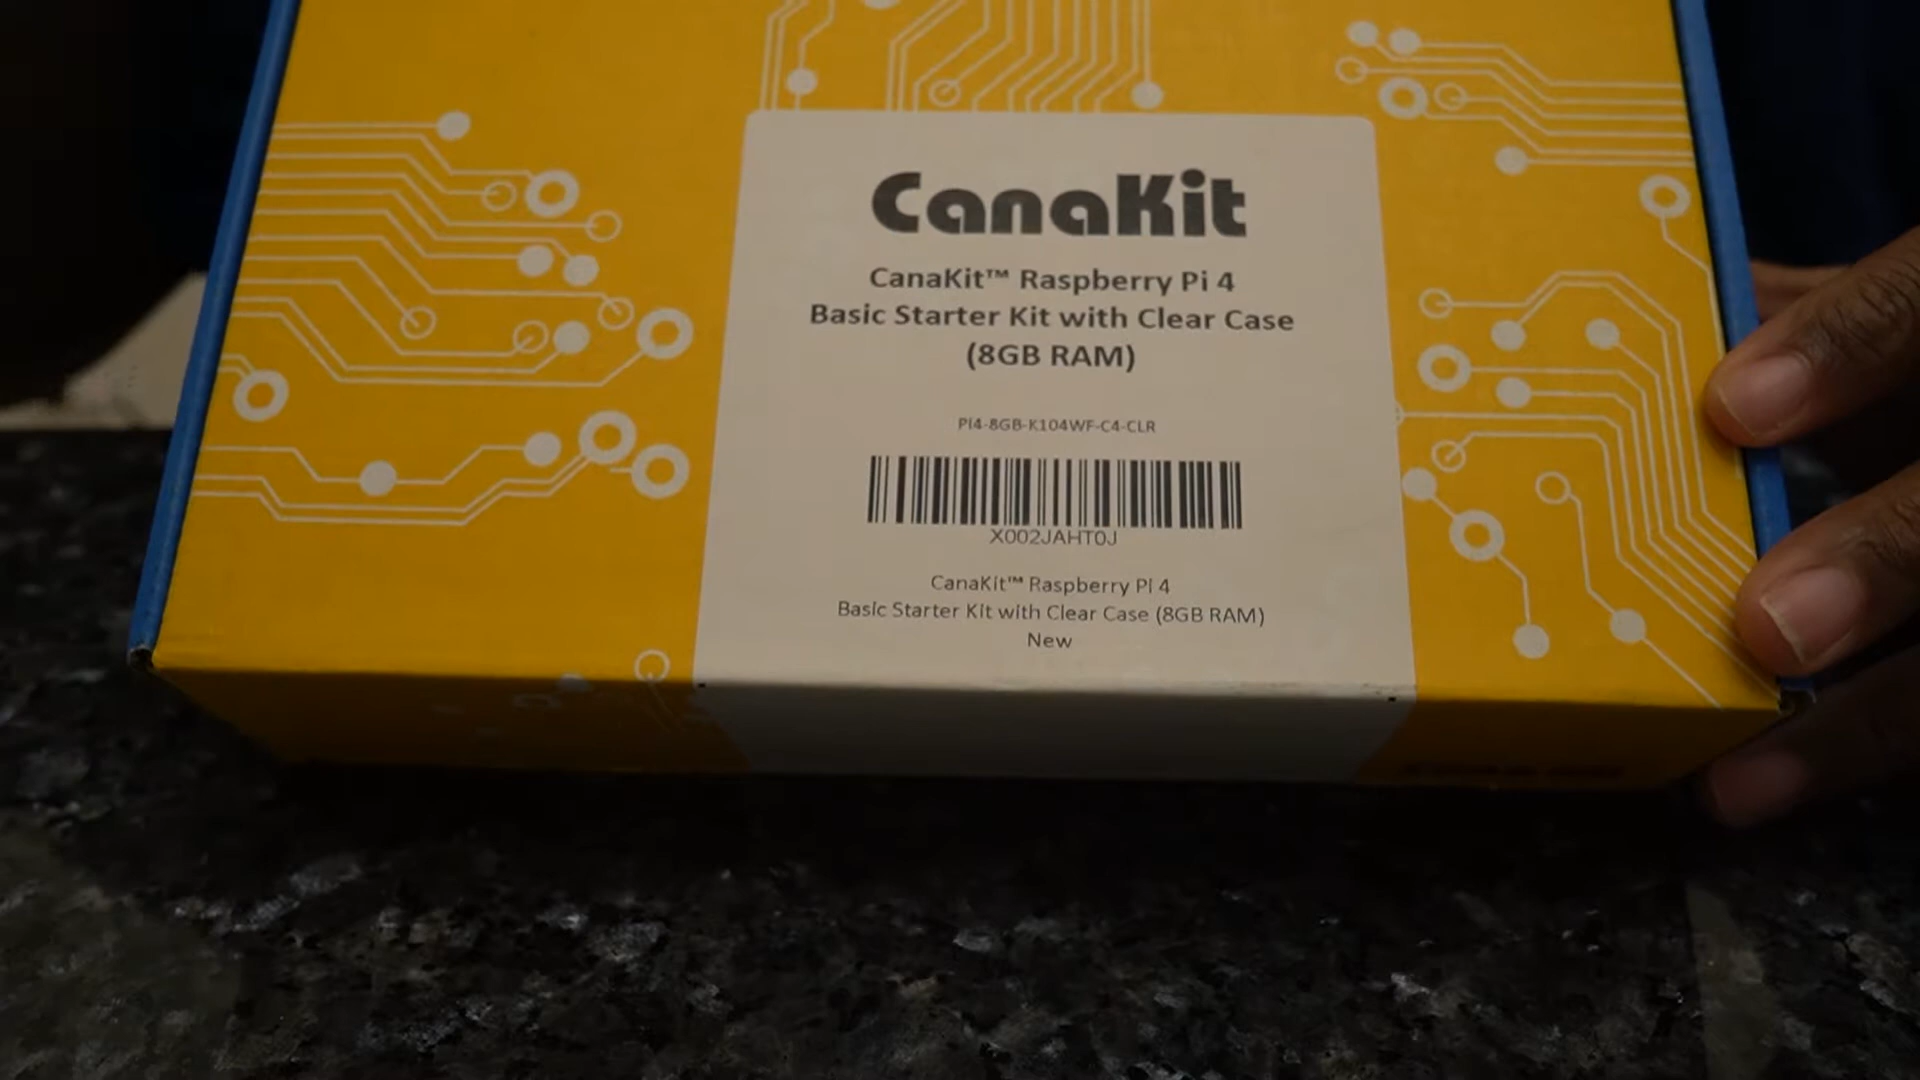 CanaKit
CanaKit™ Raspberry Pi 4
Basic Starter Kit with Clear Case
(8GB RAM)
PI4-8GB-K104WF-C4-CLR
X002JAHT0J
CanaKit™ Raspberry Pi 4
Basic Starter Kit with Clear Case (8GB RAM)
New